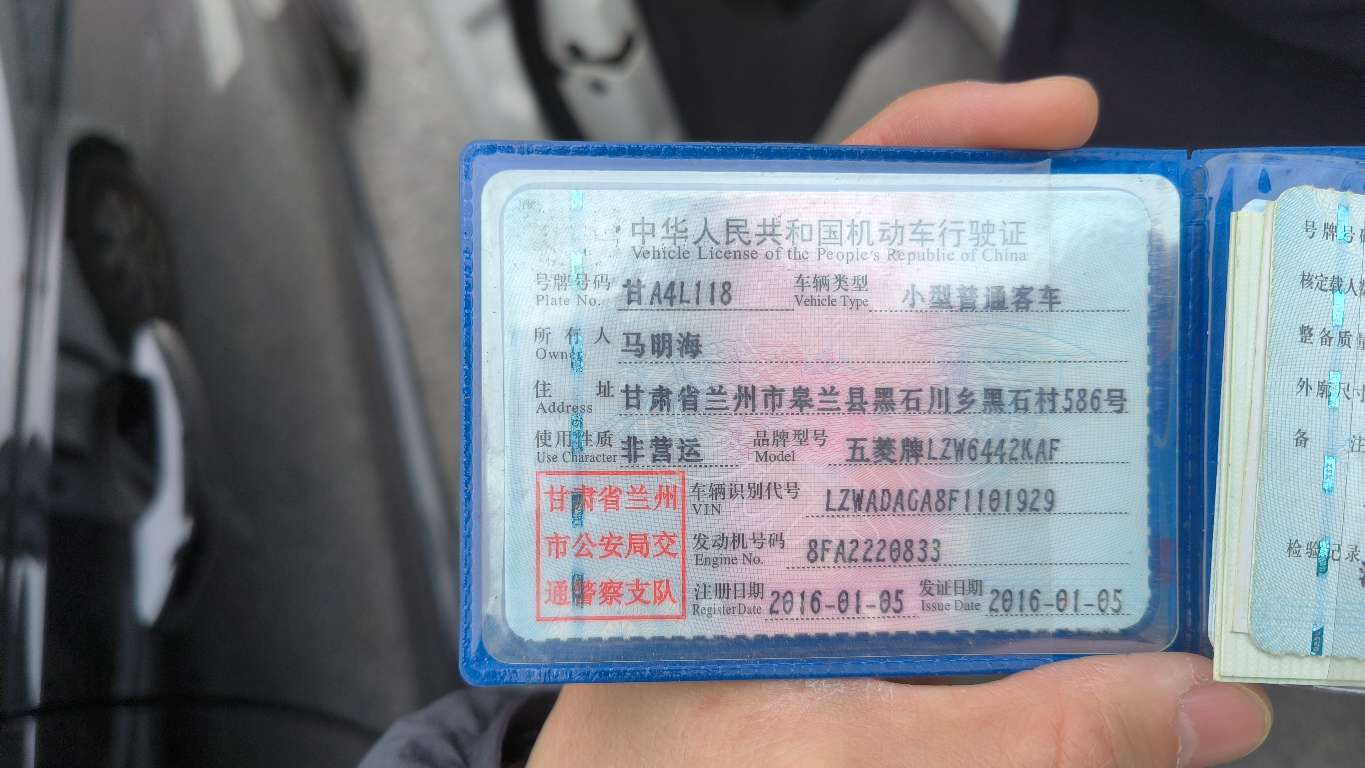 中华人民共和国机动车行驶证
Vehicle License of the People's Republic of China
号牌号码 甘A4L118 车辆类型 小型普通客车
Plate No. Vehicle Type
所有人 马明海
Owner
住址 甘肃省兰州市皋兰县黑石川乡黑石村586号
Address
使用性质 非营运 品牌型号 五菱牌LZW6442KAF
Use Character Model
甘肃省兰州
市公安局交
通警察支队
车辆识别代号 LZWADAGA8F1101929
VIN
发动机号码 8FA2220833
Engine No.
注册日期 2016-01-05 发证日期 2016-01-05
Register Date Issue Date
号牌号码
核定载人数
整备质量
外廓尺寸
备注
检验记录